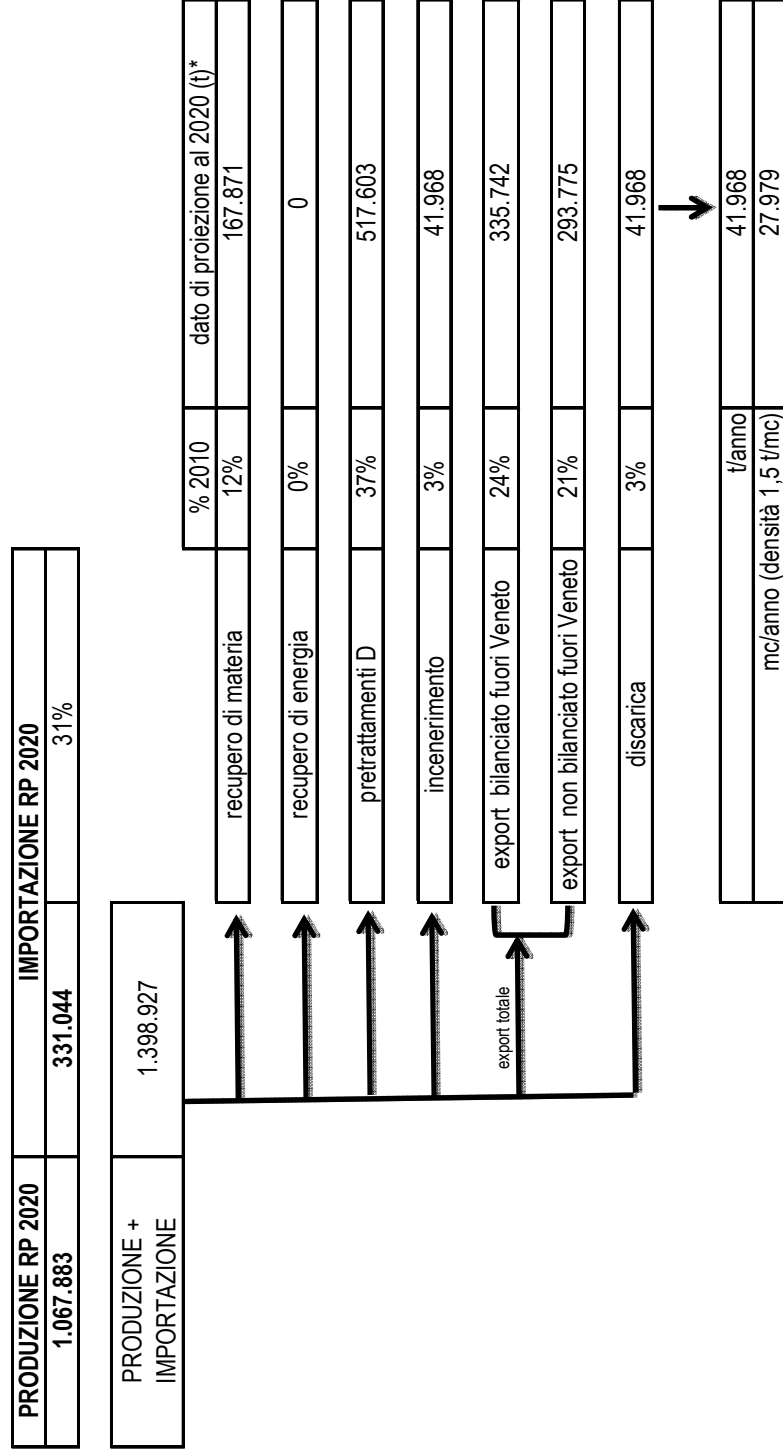 PRODUZIONE RP 2020 IMPORTAZIONE RP 2020
1.067.883 331.044 31%
PRODUZIONE +
IMPORTAZIONE
1.398.927
% 2010 dato di proiezione al 2020 (t)*
recupero di materia 12% 167.871
recupero di energia 0% 0
pretrattamenti D 37% 517.603
incenerimento 3% 41.968
export totale
export bilanciato fuori Veneto 24% 335.742
export non bilanciato fuori Veneto 21% 293.775
discarica 3% 41.968
t/anno 41.968
mc/anno (densità 1,5 t/mc) 27.979